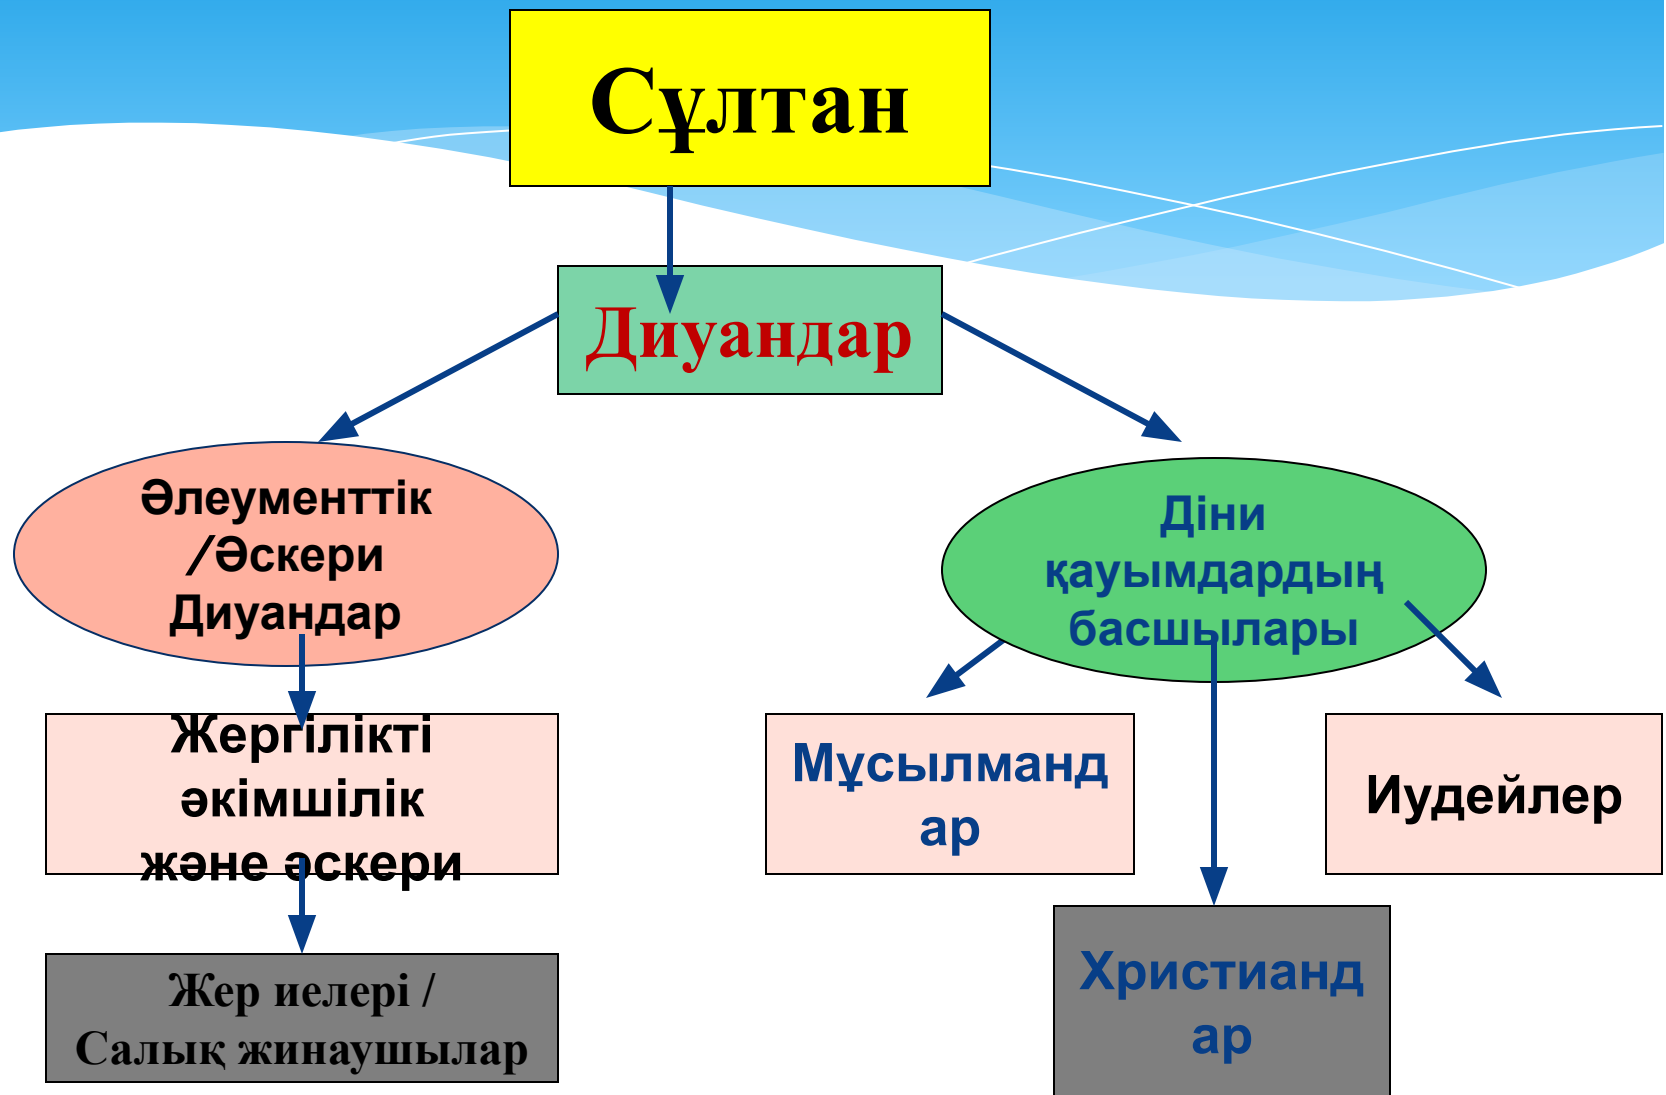 Сұлтан
Диуандар
Әлеументтік
/Әскери
Диуандар
Діни
қауымдардың
басшылары
Жергілікті
әкімшілік
және әскери
Мұсылманд
ар
Иудейлер
Христианд
ар
Жер иелері /
Салық жинаушылар